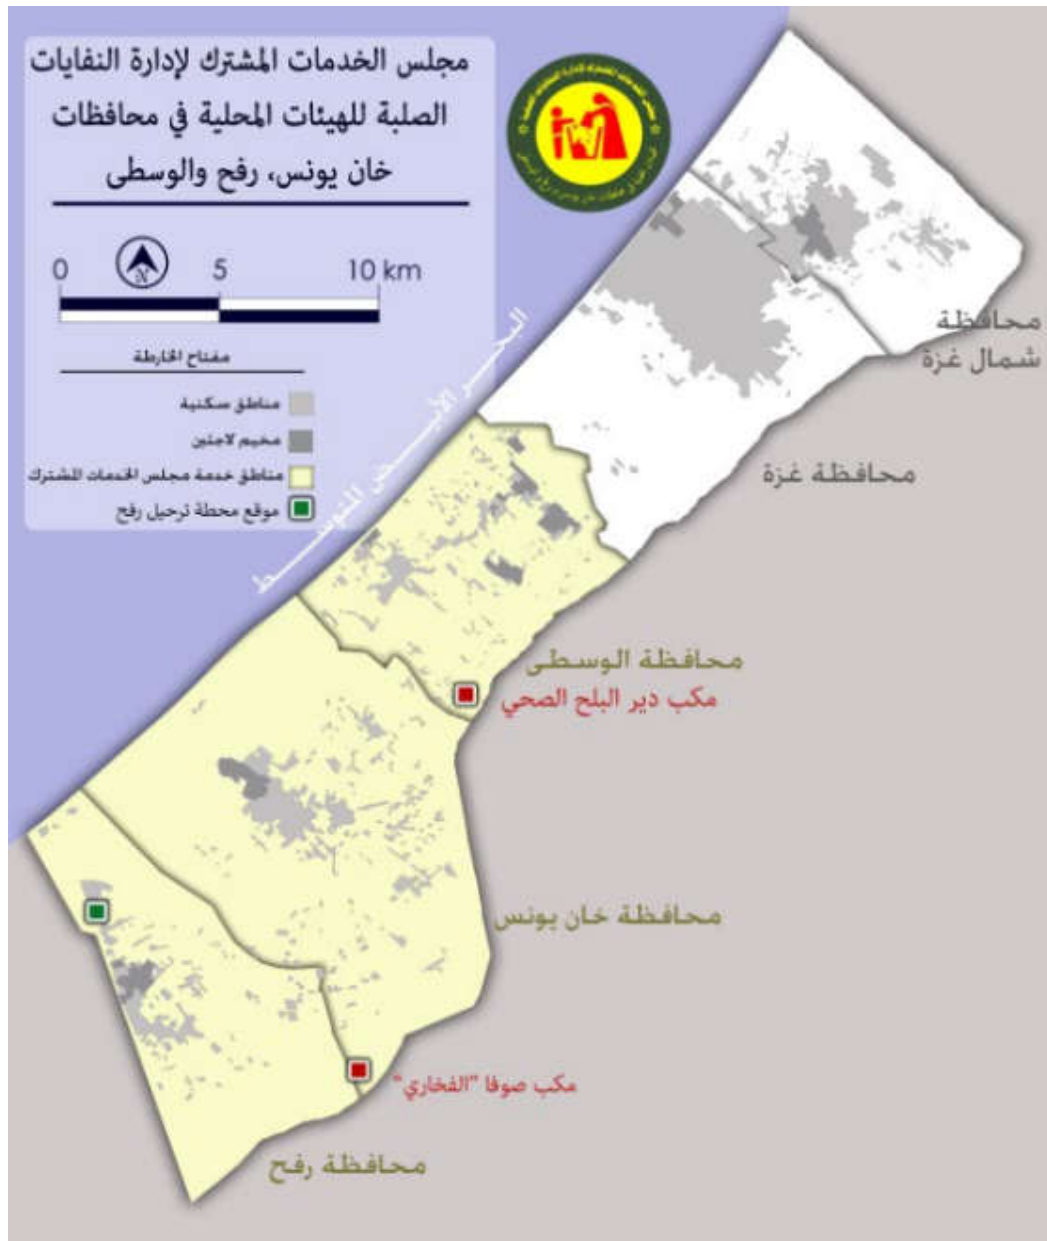 مجلس الخدمات المشترك لإدارة النفايات
الصلبة للهيئات المحلية في محافظات
خان يونس، رفح والوسطى
0 5 10 km
N
مفتاح الخارطة
مناطق سكنية
مخيم لاجئين
مناطق خدمة مجلس الخدمات المشترك
موقع محطة ترحيل رفح
البحر الأبيض المتوسط
محافظة
شمال غزة
محافظة غزة
محافظة الوسطى
مكب دير البلح الصحي
محافظة خان يونس
مكب صوفا "الفخاري"
محافظة رفح